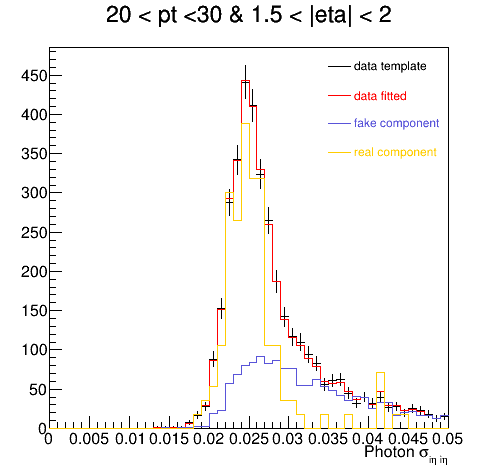 20 < pt <30 & 1.5 < |eta| < 2
data template
data fitted
fake component
real component
450
400
350
300
250
200
150
100
50
0
0 0.005 0.01 0.015 0.02 0.025 0.03 0.035 0.04 0.045 0.05
Photon σiη iη